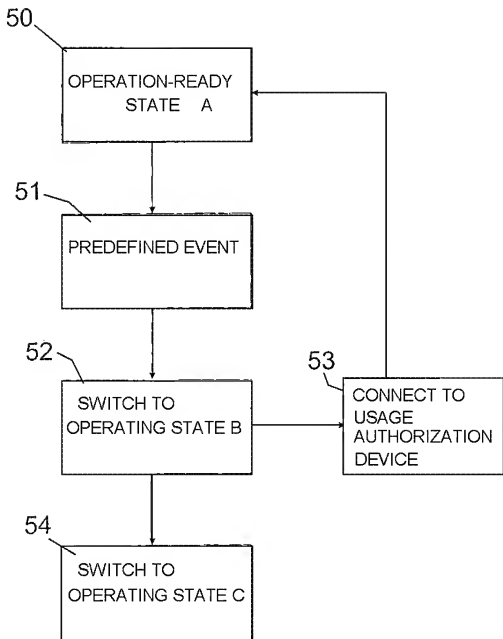 50
OPERATION-READY
STATE A
51
PREDEFINED EVENT
52
SWITCH TO
OPERATING STATE B
53
CONNECT TO
USAGE
AUTHORIZATION
DEVICE
54
SWITCH TO
OPERATING STATE C